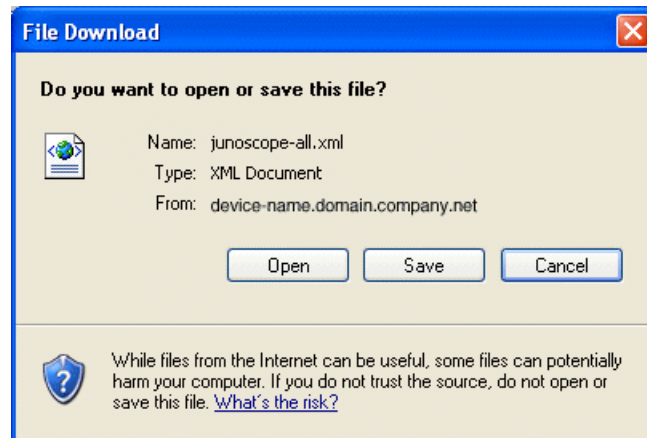 File Download
Do you want to open or save this file?
Name: junoscope-all.xml
Type: XML Document
From: device-name.domain.company.net
Open Save Cancel
While files from the Internet can be useful, some files can potentially
harm your computer. If you do not trust the source, do not open or
save this file. What's the risk?